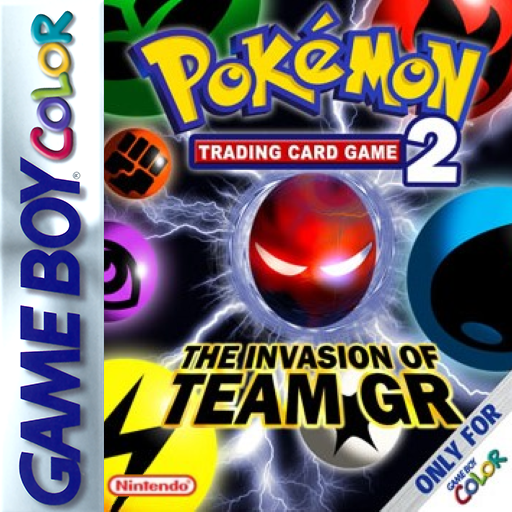 GAME BOY COLOR
POKéMON
TRADING CARD GAME 2
THE INVASION OF
TEAM GR
Nintendo
ONLY FOR
GAME BOY
COLOR